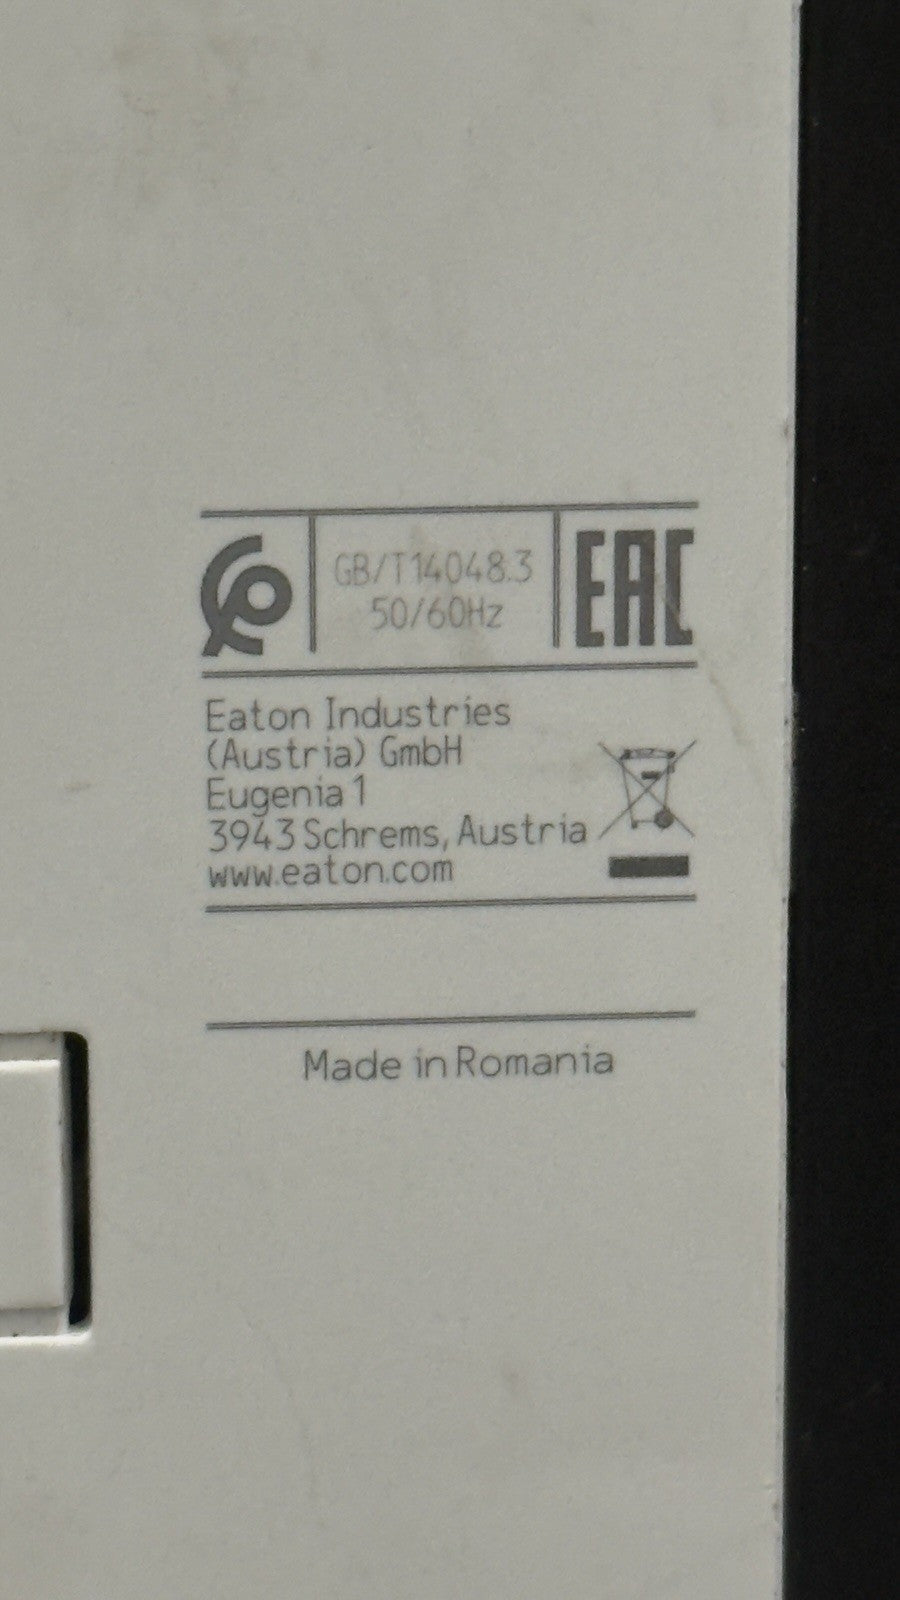 GB/T14048.3
50/60Hz
EAC
Eaton Industries
(Austria) GmbH
Eugenia 1
3943 Schrems, Austria
www.eaton.com
Made in Romania